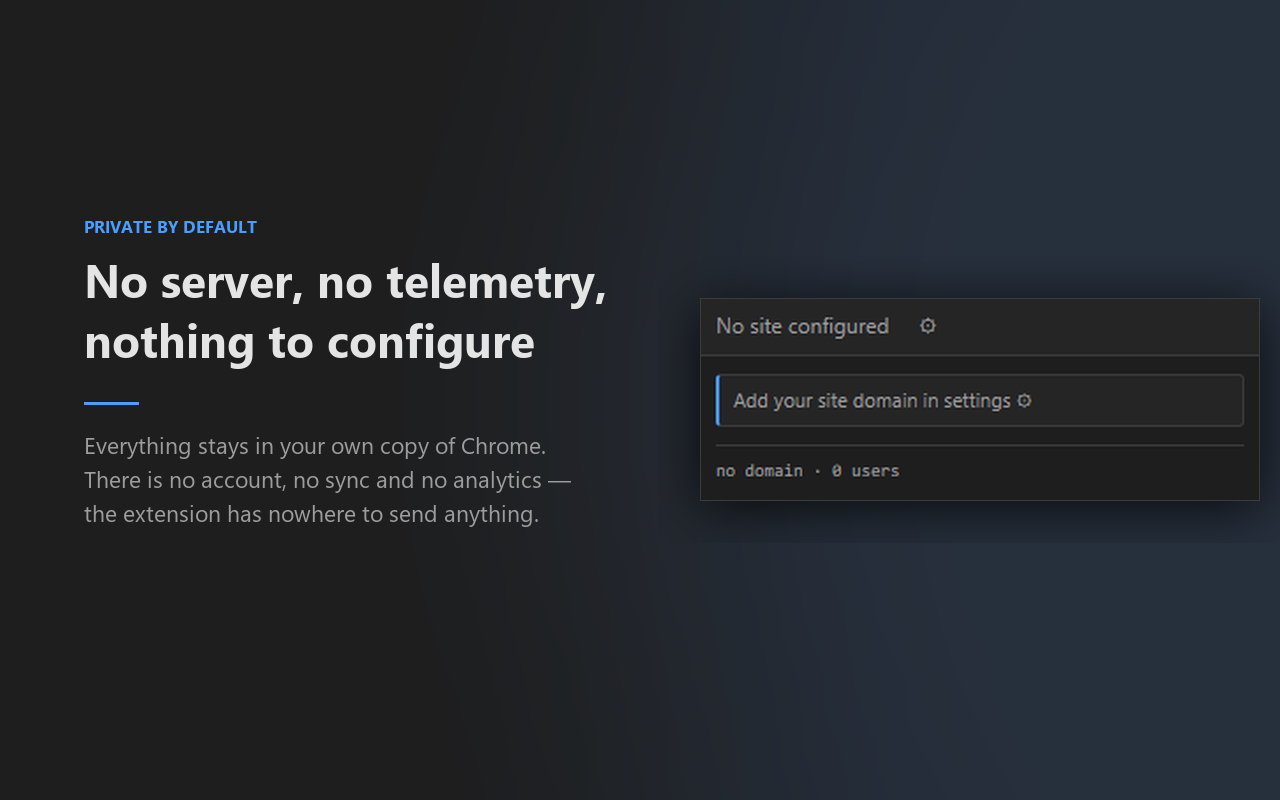 PRIVATE BY DEFAULT
No server, no telemetry,
nothing to configure
Everything stays in your own copy of Chrome.
There is no account, no sync and no analytics —
the extension has nowhere to send anything.
No site configured ⚙
Add your site domain in settings ⚙
no domain · 0 users